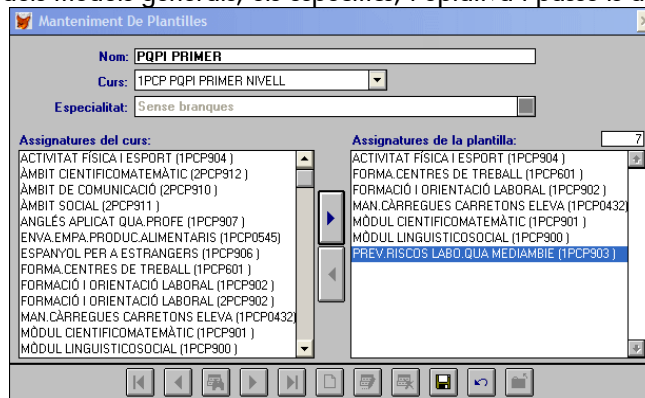 Manteniment De Plantilles
Nom: PQPI PRIMER
Curs: 1PCP PQPI PRIMER NIVELL
Especialitat: Sense branques
Assignatures del curs:
ACTIVITAT FÍSICA I ESPORT (1PCP904 )
ÀMBIT CIENTIFICOMATEMÀTIC (2PCP912 )
ÀMBIT DE COMUNICACIÓ (2PCP910 )
ÀMBIT SOCIAL (2PCP911 )
ANGLÉS APLICAT QUA.PROFE (1PCP907 )
ENVA.EMPA.PRODUC.ALIMENTARIS (1PCP0545)
ESPANYOL PER A ESTRANGERS (1PCP906 )
FORMA.CENTRES DE TREBALL (1PCP601 )
FORMACIÓ I ORIENTACIÓ LABORAL (1PCP902 )
FORMACIÓ I ORIENTACIÓ LABORAL (2PCP902 )
MAN.CÀRREGUES CARRETONS ELEVA (1PCP0432)
MÒDUL CIENTIFICOMATEMÀTIC (1PCP901 )
MÒDUL LINGUISTICOSOCIAL (1PCP900 )
Assignatures de la plantilla: 7
ACTIVITAT FÍSICA I ESPORT (1PCP904 )
FORMA.CENTRES DE TREBALL (1PCP601 )
FORMACIÓ I ORIENTACIÓ LABORAL (1PCP902 )
MAN.CÀRREGUES CARRETONS ELEVA (1PCP0432)
MÒDUL CIENTIFICOMATEMÀTIC (1PCP901 )
MÒDUL LINGUISTICOSOCIAL (1PCP900 )
PREV.RISCOS LABO.QUA MEDIAMBIE (1PCP903 )